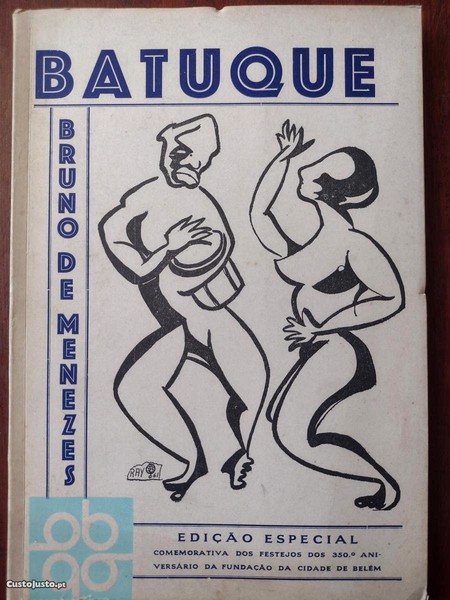 BATUQUE
BRUNO DE MENEZES
RAY
EDIÇÃO ESPECIAL
COMEMORATIVA DOS FESTEJOS DOS 350.º ANI-
VERSÁRIO DA FUNDAÇÃO DA CIDADE DE BELÉM
CustoJusto.pt